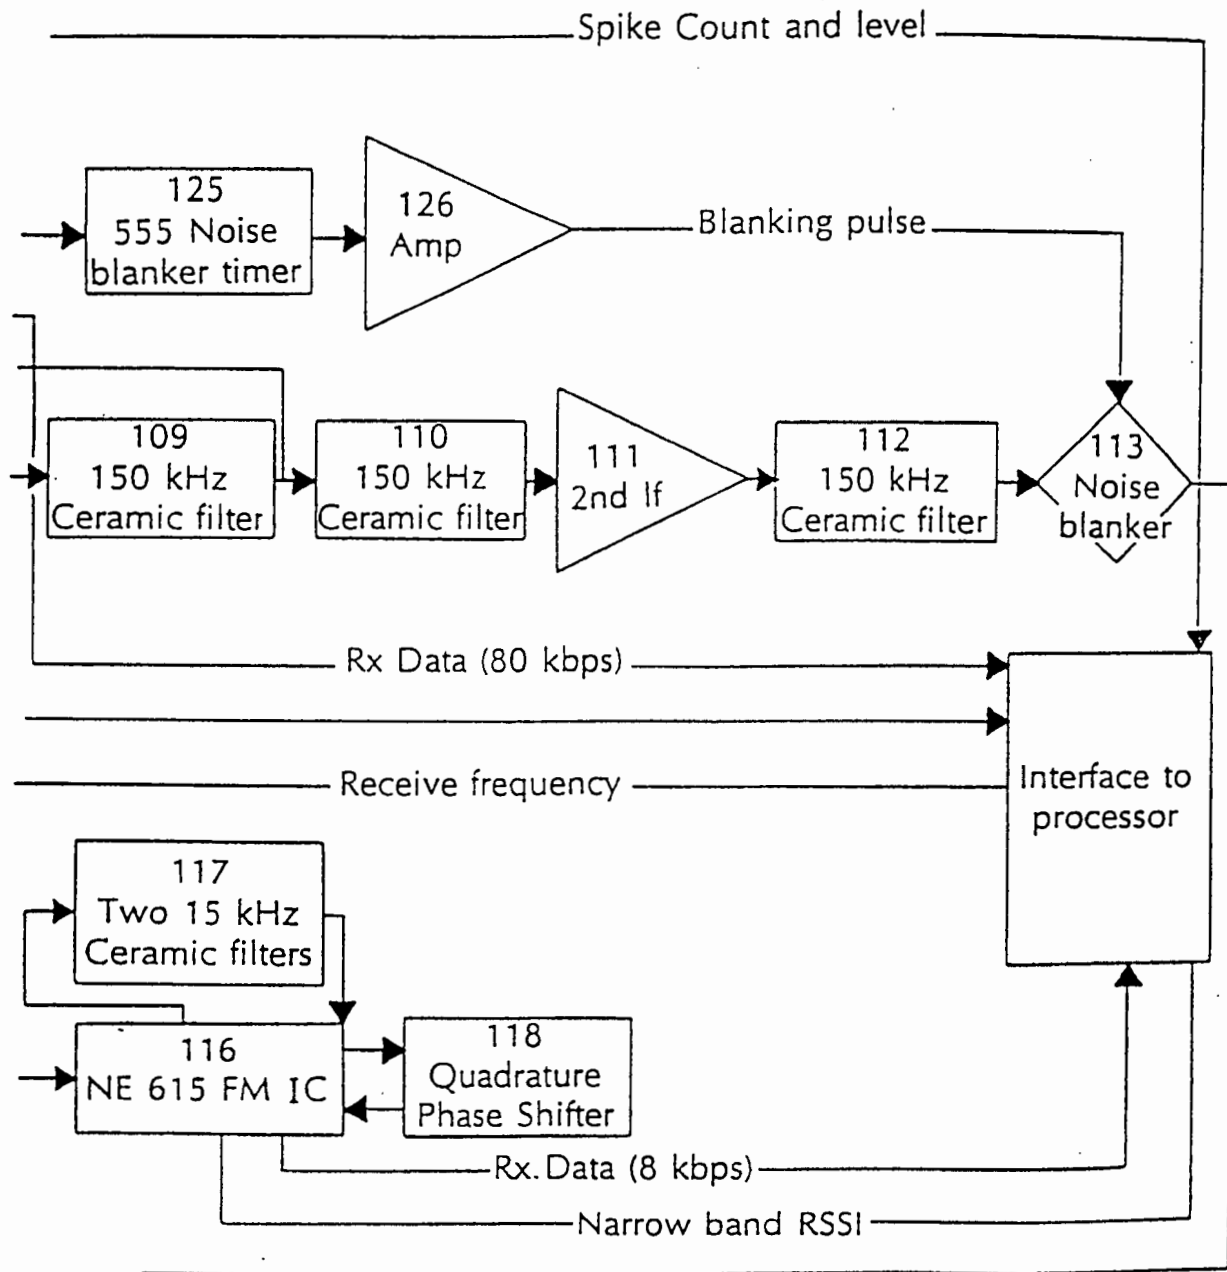 Spike Count and level
125
555 Noise
blanker timer
126
Amp
Blanking pulse
109
150 kHz
Ceramic filter
110
150 kHz
Ceramic filter
111
2nd If
112
150 kHz
Ceramic filter
113
Noise
blanker
Rx Data (80 kbps)
Receive frequency
Interface to
processor
117
Two 15 kHz
Ceramic filters
116
NE 615 FM IC
118
Quadrature
Phase Shifter
Rx. Data (8 kbps)
Narrow band RSSI